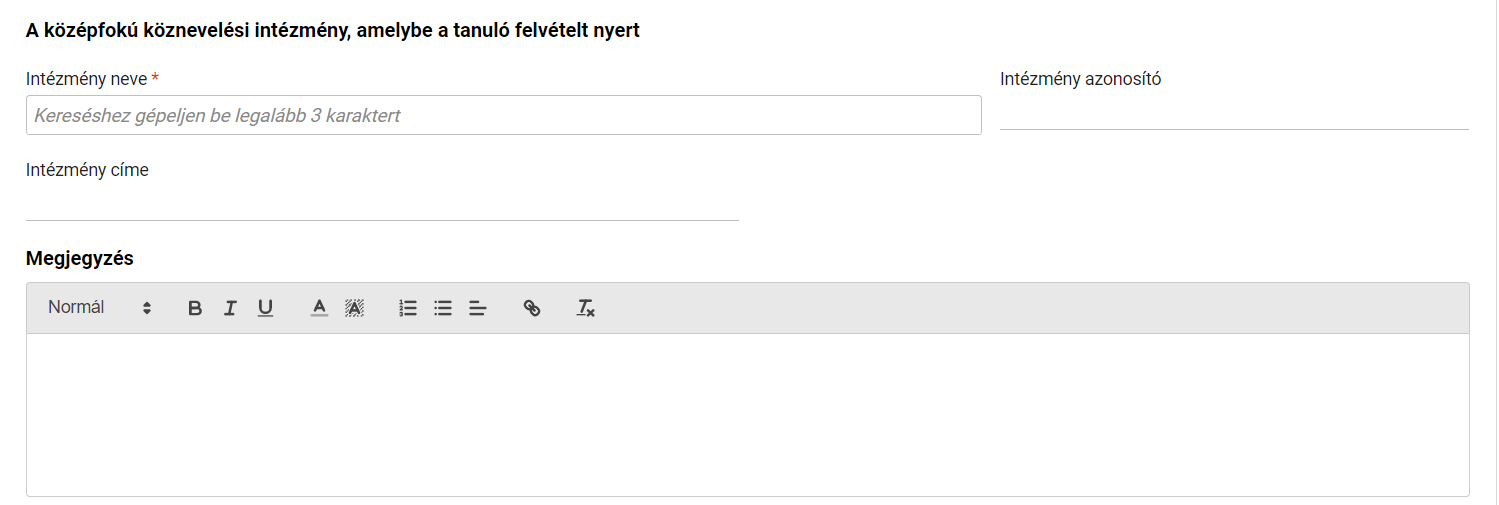 A középfokú köznevelési intézmény, amelybe a tanuló felvételt nyert
Intézmény neve *
Intézmény azonosító
Kereséshez gépeljen be legalább 3 karaktert
Intézmény címe
Megjegyzés
Normál